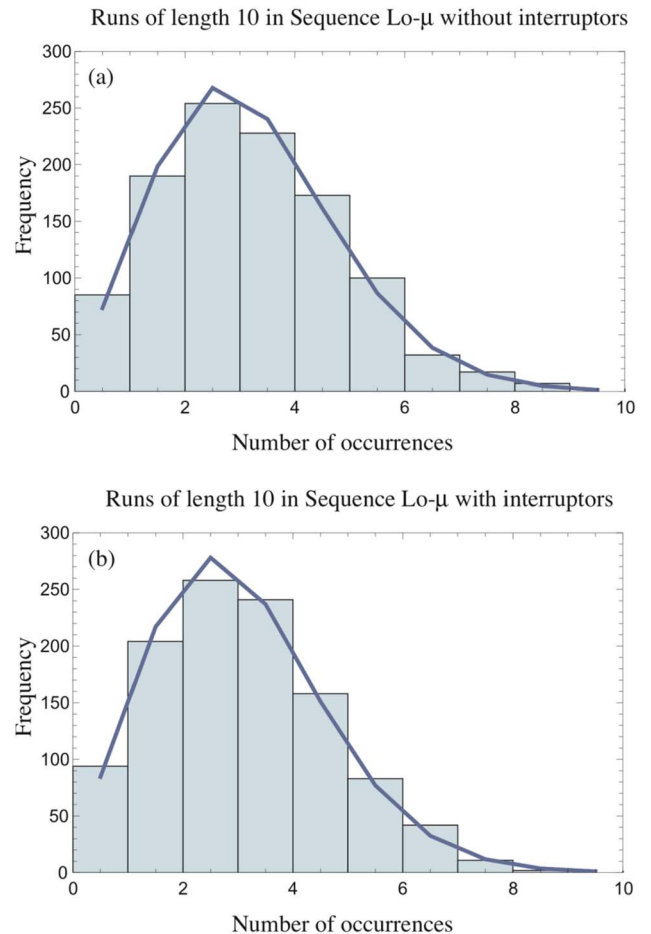 Runs of length 10 in Sequence Lo-μ without interruptors
(a)
300
250
200
150
100
50
0
Frequency
0 2 4 6 8 10
Number of occurrences
Runs of length 10 in Sequence Lo-μ with interruptors
(b)
300
250
200
150
100
50
0
Frequency
0 2 4 6 8 10
Number of occurrences